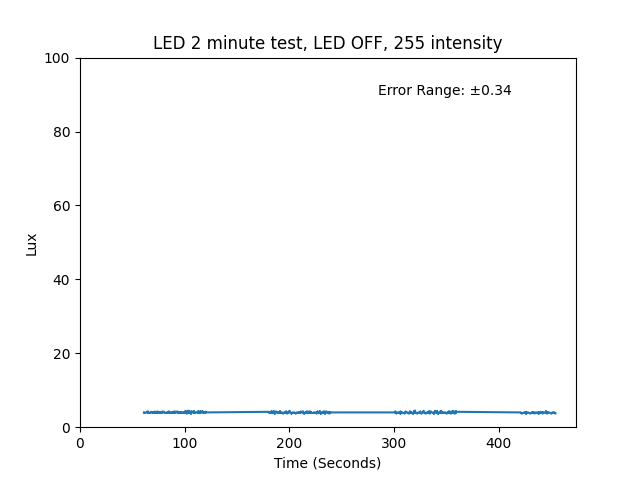 LED 2 minute test, LED OFF, 255 intensity
Error Range: ±0.34
100
80
60
40
20
0
Lux
0 100 200 300 400
Time (Seconds)